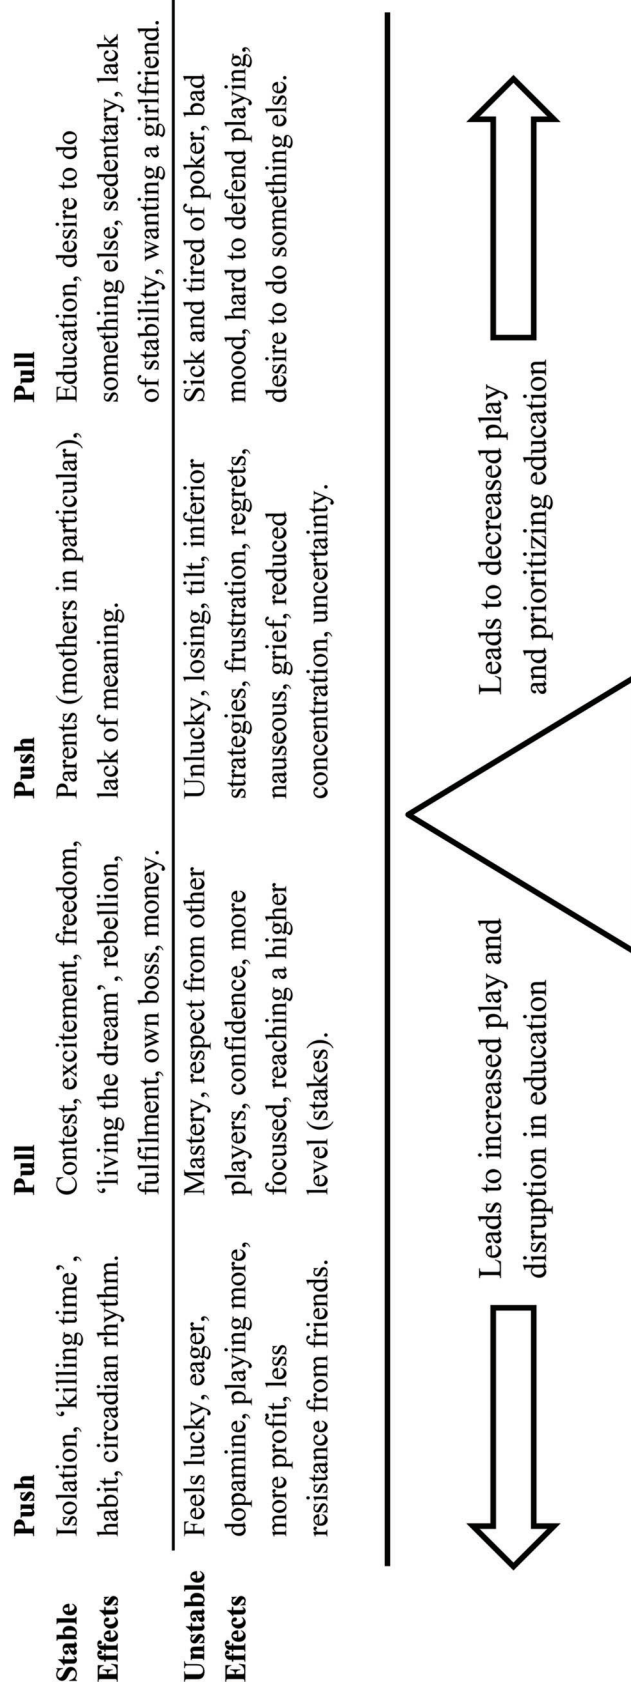 Push
Pull
Push
Pull
Stable
Effects
Isolation, ‘killing time’,
habit, circadian rhythm.
Contest, excitement, freedom,
‘living the dream’, rebellion,
fulfilment, own boss, money.
Parents (mothers in particular),
lack of meaning.
Education, desire to do
something else, sedentary, lack
of stability, wanting a girlfriend.
Unstable
Effects
Feels lucky, eager,
dopamine, playing more,
more profit, less
resistance from friends.
Mastery, respect from other
players, confidence, more
focused, reaching a higher
level (stakes).
Unlucky, losing, tilt, inferior
strategies, frustration, regrets,
nauseous, grief, reduced
concentration, uncertainty.
Sick and tired of poker, bad
mood, hard to defend playing,
desire to do something else.
Leads to increased play and
disruption in education
Leads to decreased play
and prioritizing education